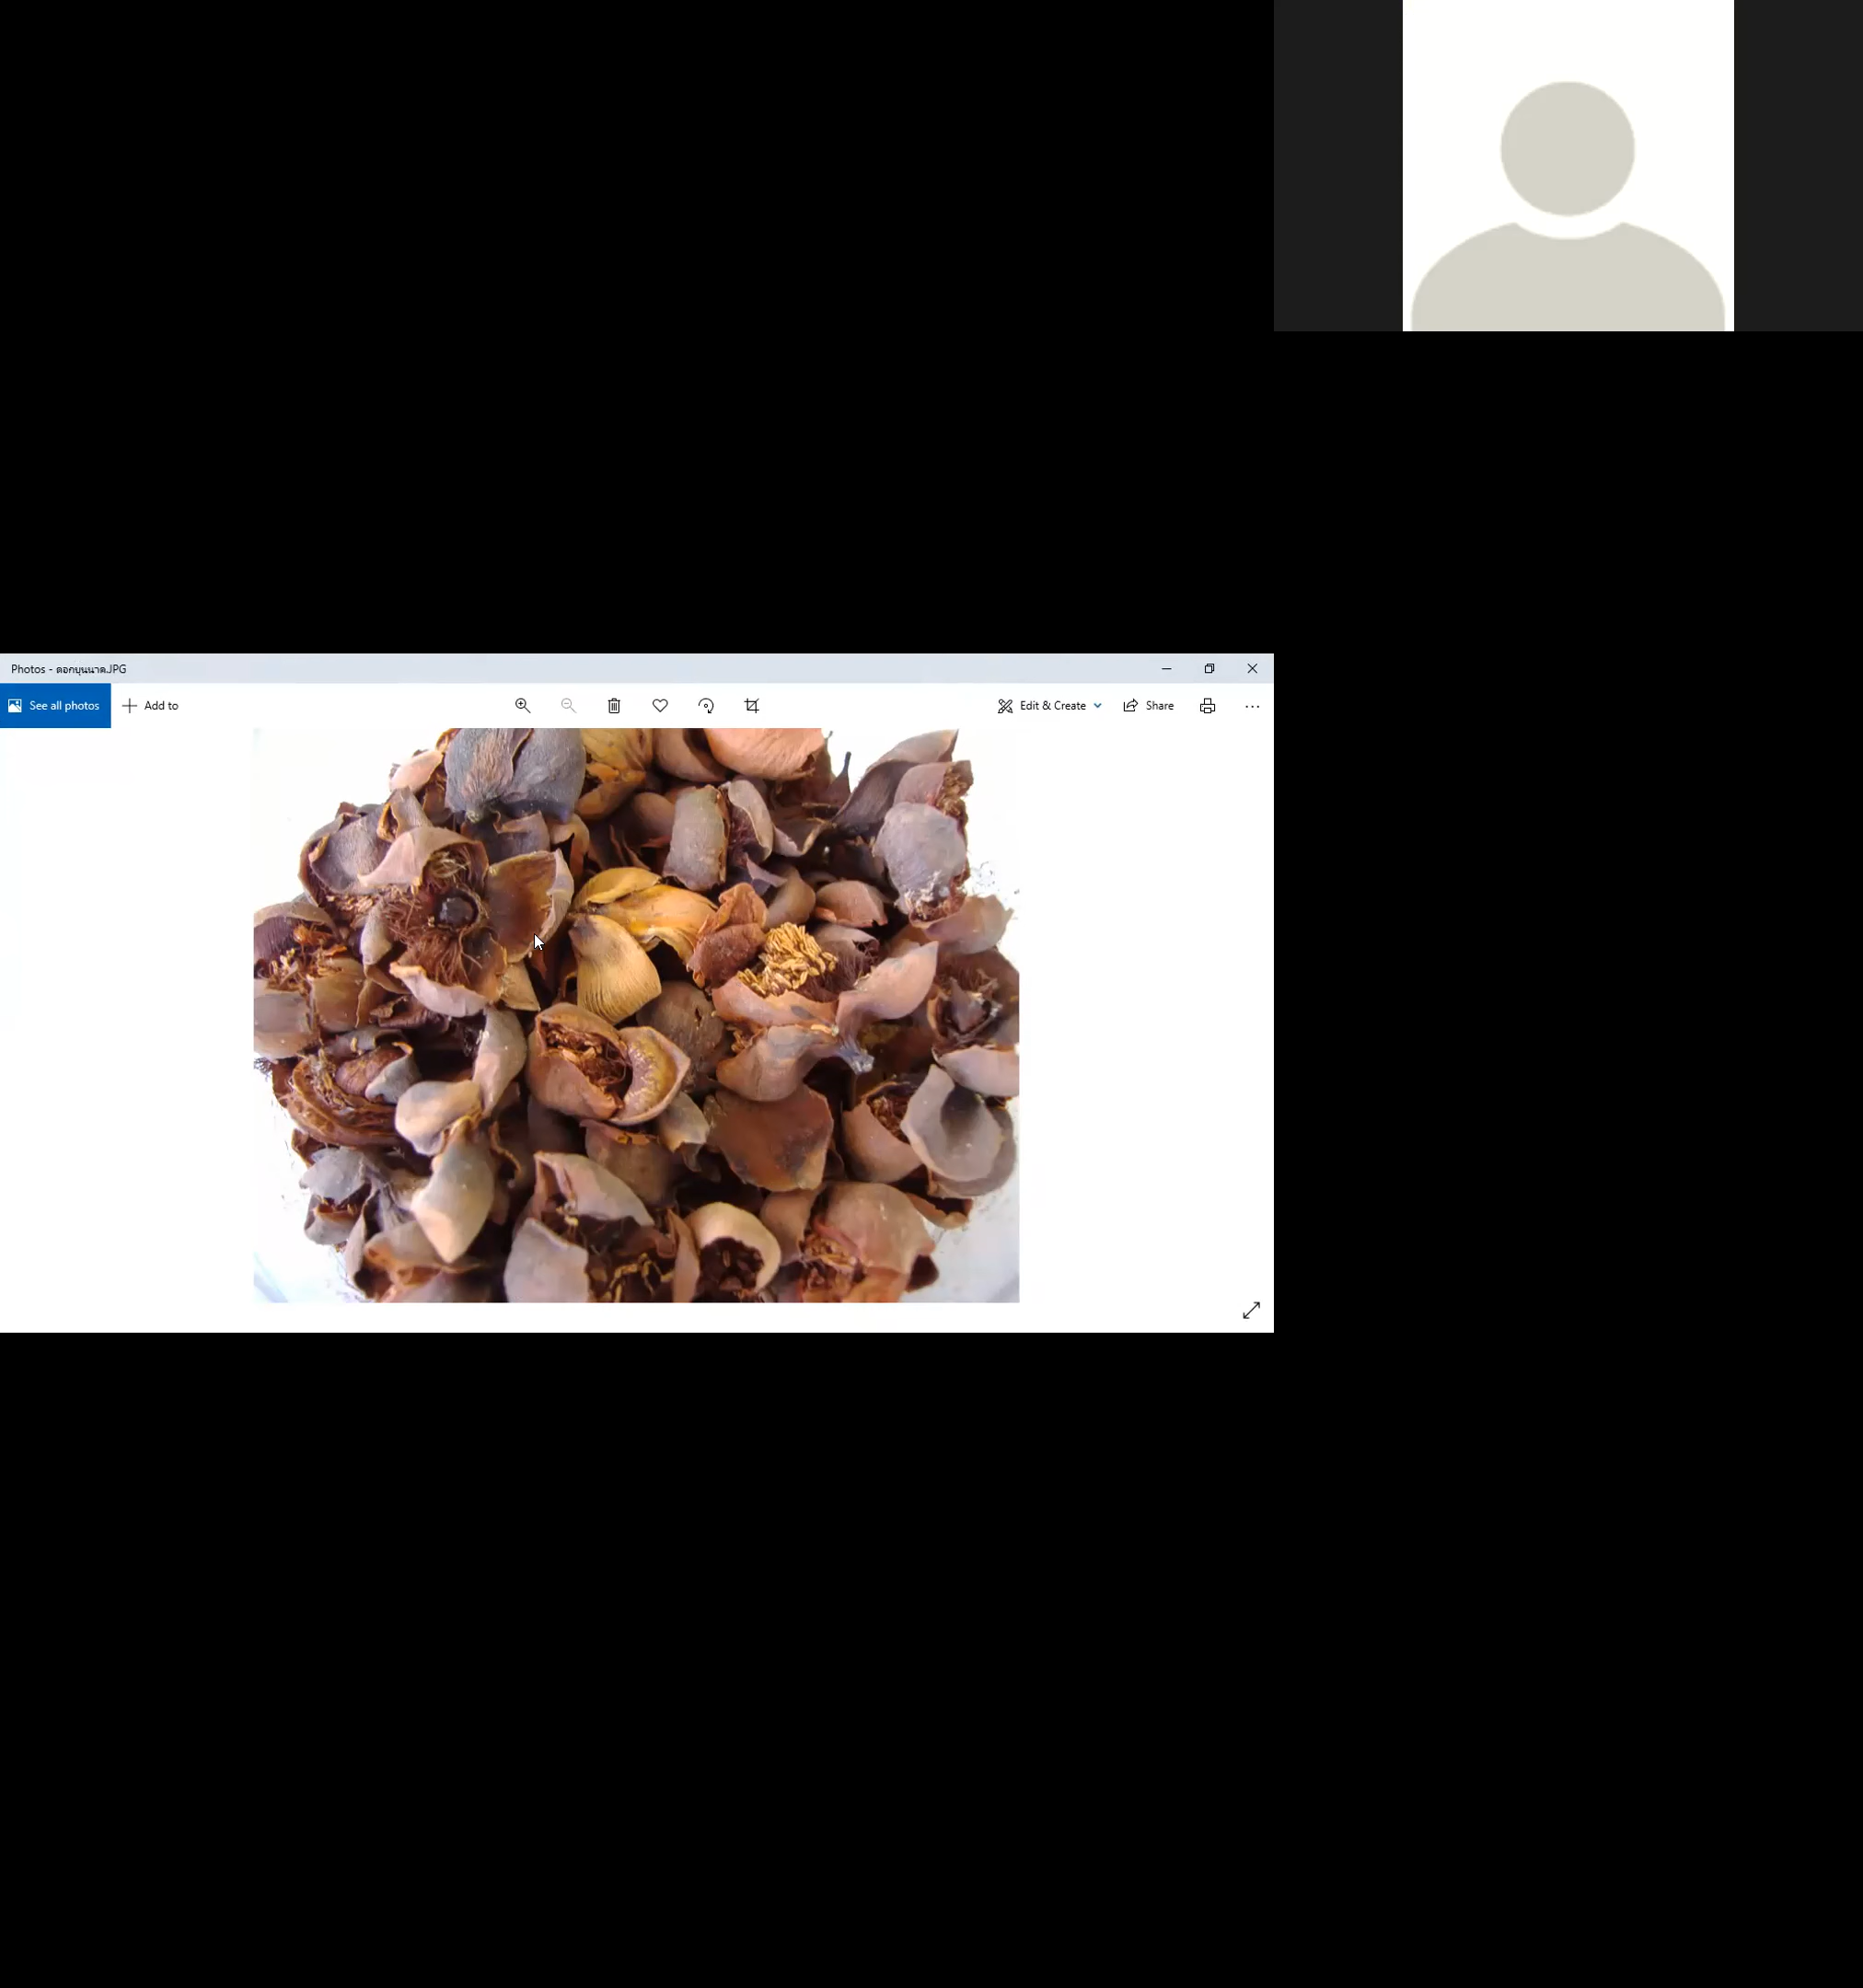 Photos - ดอกบุนนาค.JPG
See all photos
Add to
Edit & Create
Share